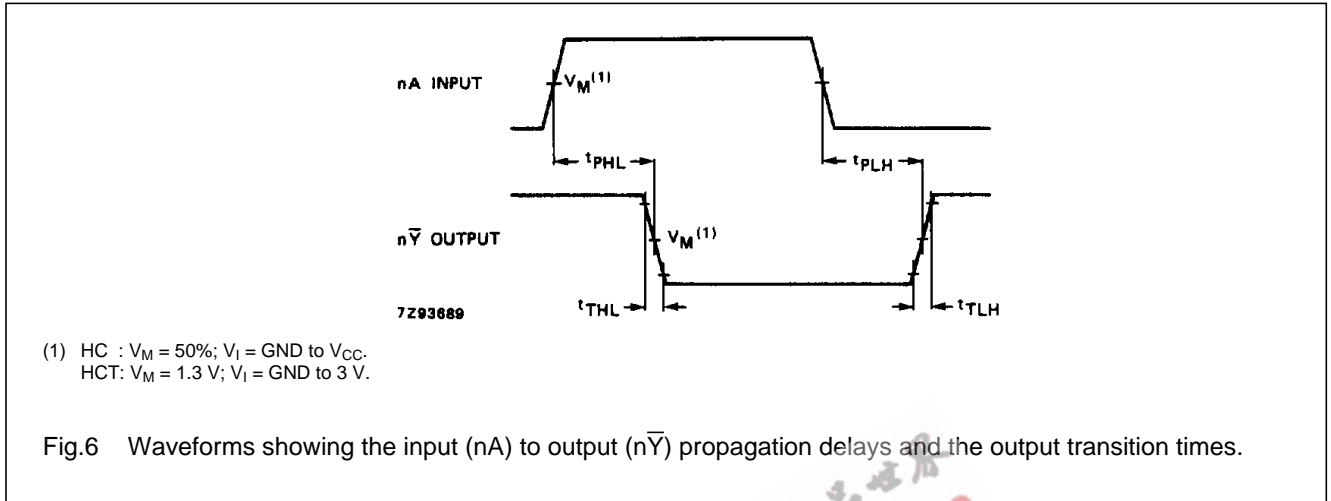 nA INPUT
V_M(1)
t_PHL
t_PLH
nY̅ OUTPUT
V_M(1)
t_THL
t_TLH
7Z93689
(1) HC : V_M = 50%; V_I = GND to V_CC.
HCT: V_M = 1.3 V; V_I = GND to 3 V.
Fig.6 Waveforms showing the input (nA) to output (nY̅) propagation delays and the output transition times.